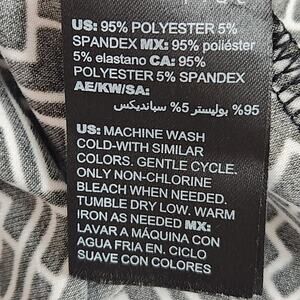 US: 95% POLYESTER 5%
SPANDEX MX: 95% poliéster
5% elastano CA: 95%
POLYESTER 5% SPANDEX
AE/KW/SA:
95% بوليستر 5% سبانديكس
US: MACHINE WASH
COLD-WITH SIMILAR
COLORS. GENTLE CYCLE.
ONLY NON-CHLORINE
BLEACH WHEN NEEDED.
TUMBLE DRY LOW. WARM
IRON AS NEEDED MX:
LAVAR A MÁQUINA CON
AGUA FRIA EN. CICLO
SUAVE CON COLORES